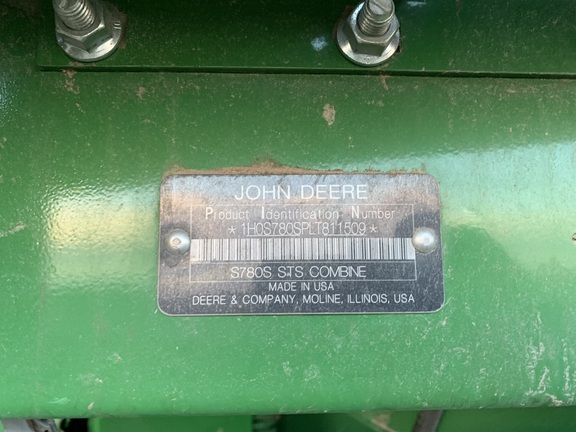 JOHN DEERE
Product Identification Number
*1H0S780SPLT811509*
S780S STS COMBINE
MADE IN USA
DEERE & COMPANY, MOLINE, ILLINOIS, USA